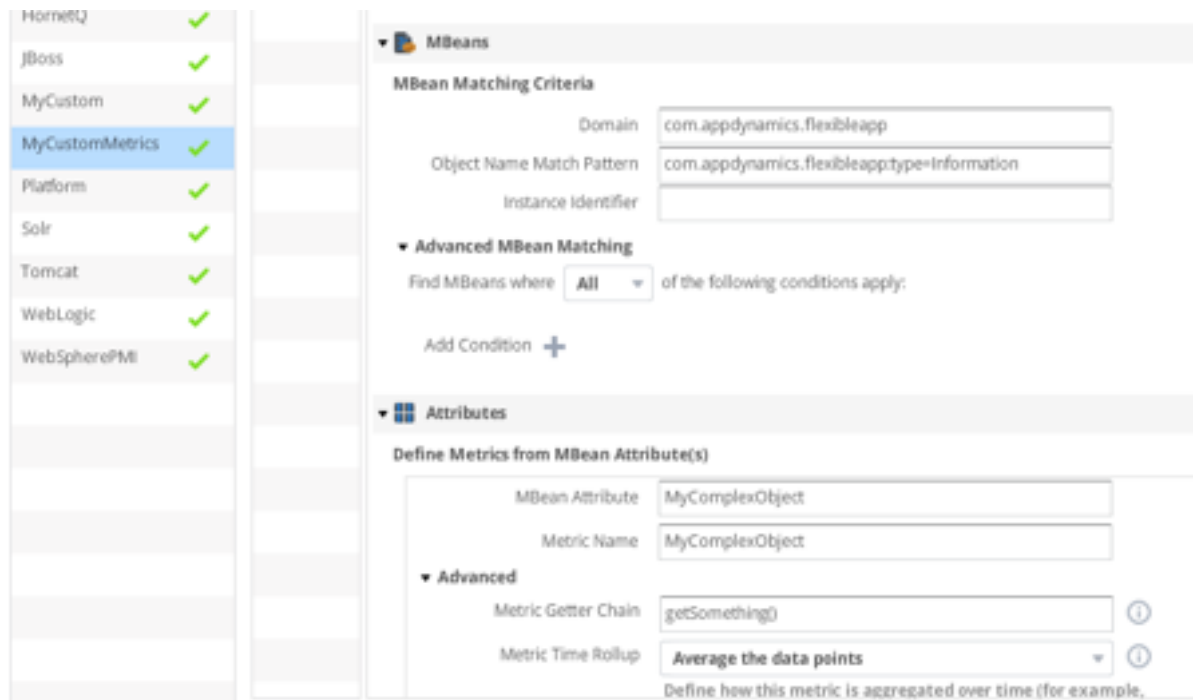 HornetQ
JBoss
MyCustom
MyCustomMetrics
Platform
Solr
Tomcat
WebLogic
WebSpherePMI
MBeans
MBean Matching Criteria
Domain com.appdynamics.flexibleapp
Object Name Match Pattern com.appdynamics.flexibleapp:type=Information
Instance Identifier
Advanced MBean Matching
Find MBeans where All of the following conditions apply:
Add Condition
Attributes
Define Metrics from MBean Attribute(s)
MBean Attribute MyComplexObject
Metric Name MyComplexObject
Advanced
Metric Getter Chain getSomething()
Metric Time Rollup Average the data points
Define how this metric is aggregated over time (for example,